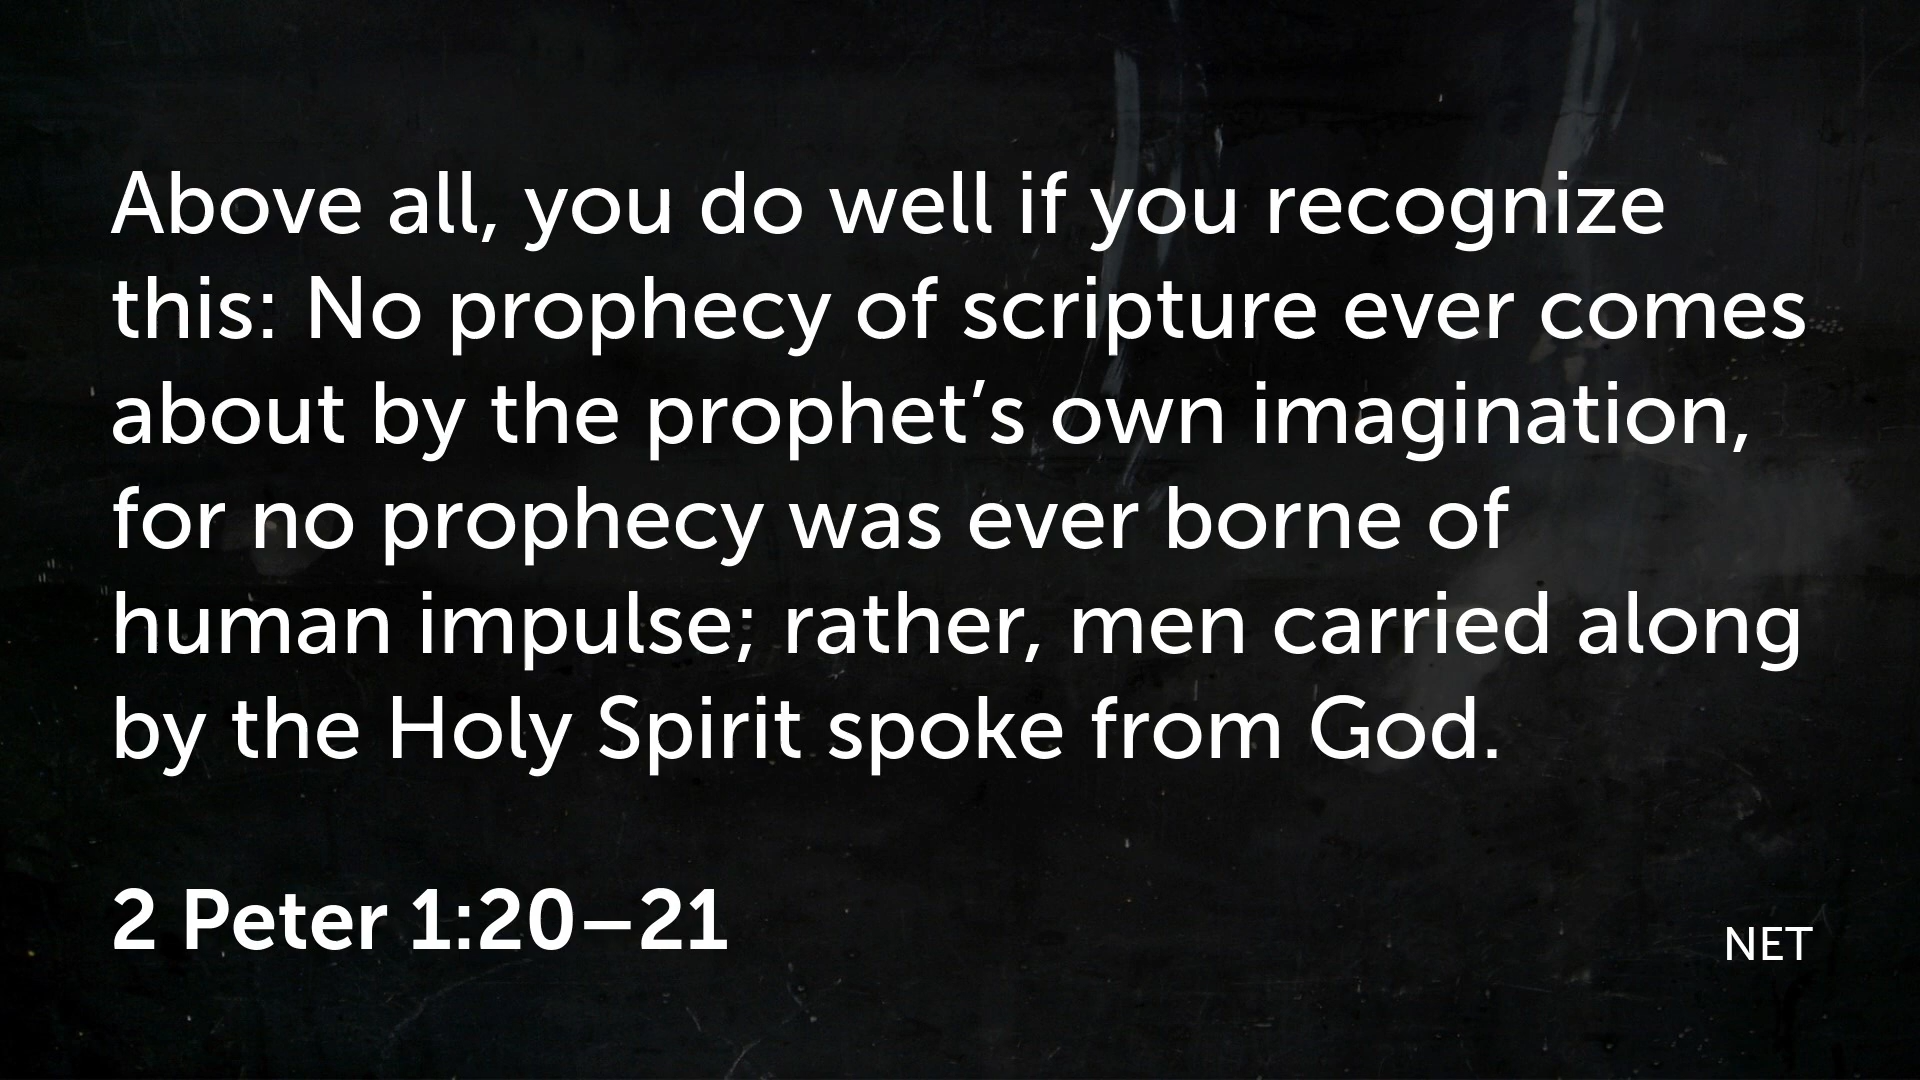 Above all, you do well if you recognize
this: No prophecy of scripture ever comes
about by the prophet’s own imagination,
for no prophecy was ever borne of
human impulse; rather, men carried along
by the Holy Spirit spoke from God.
2 Peter 1:20–21
NET